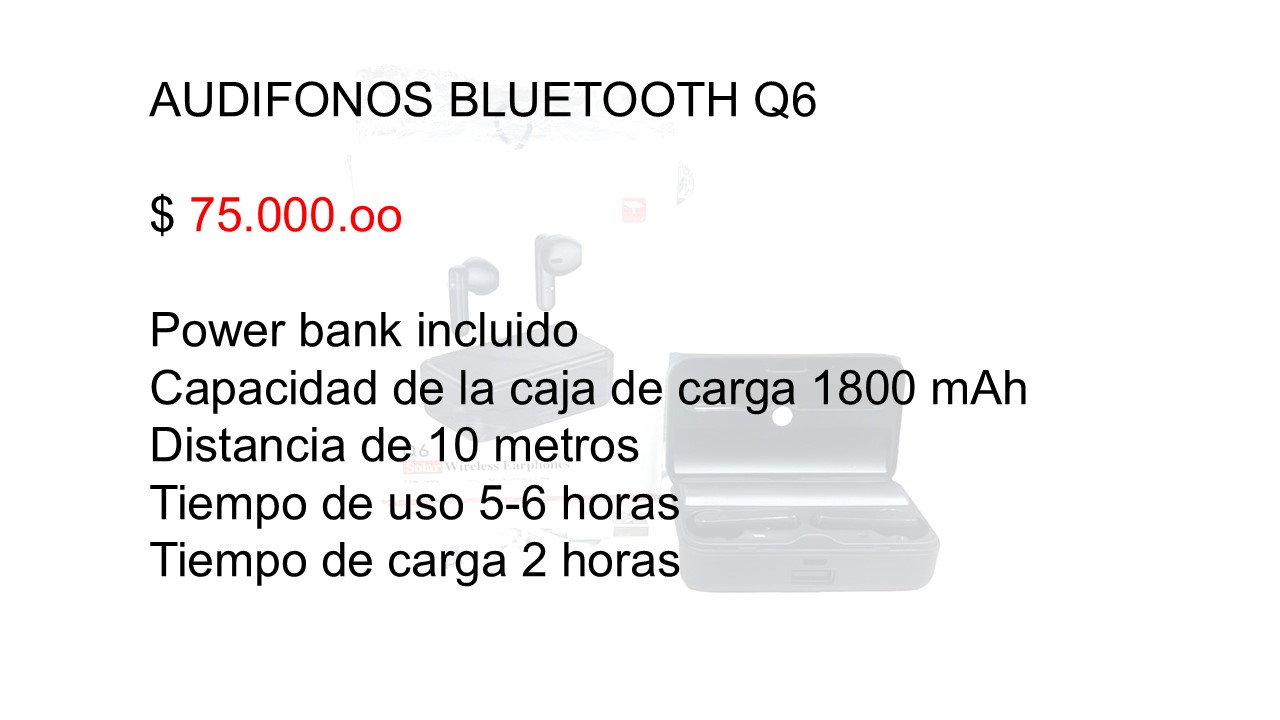 AUDIFONOS BLUETOOTH Q6
$ 75.000.oo
Power bank incluido
Capacidad de la caja de carga 1800 mAh
Distancia de 10 metros
Q6
Solar Wireless Earphones
Tiempo de uso 5-6 horas
Tiempo de carga 2 horas